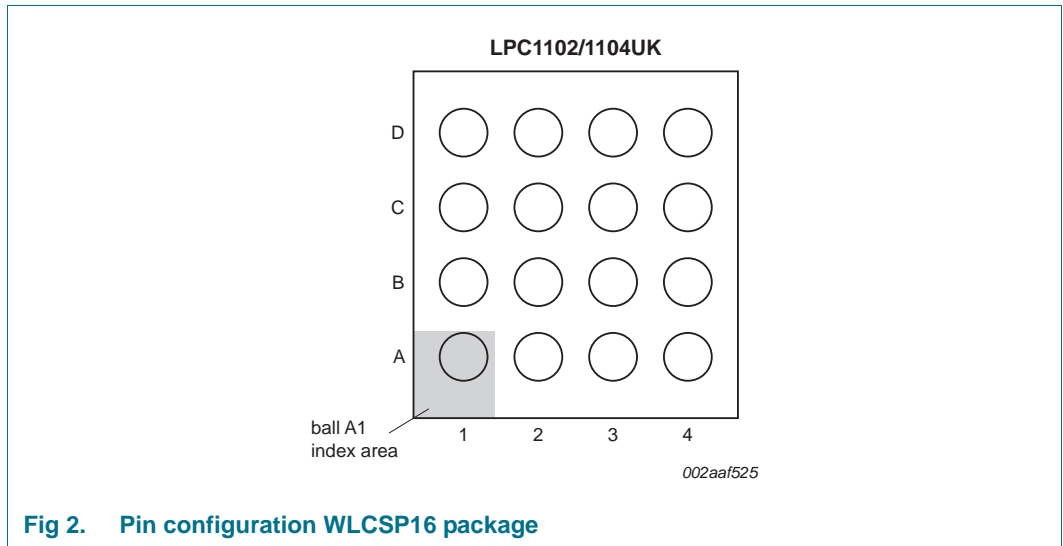 LPC1102/1104UK
D
C
B
A
ball A1
index area
1 2 3 4
002aaf525
Fig 2. Pin configuration WLCSP16 package